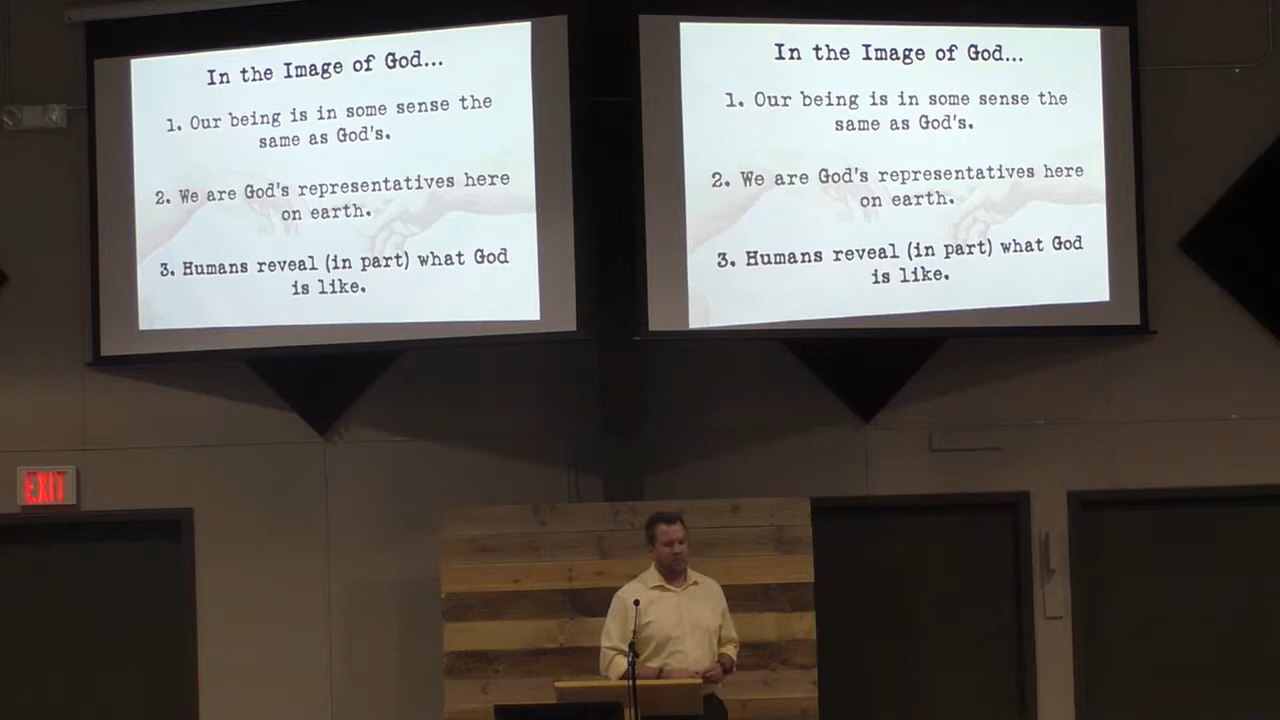 In the Image of God...
1. Our being is in some sense the
same as God's.
2. We are God's representatives here
on earth.
3. Humans reveal (in part) what God
is like.
In the Image of God...
1. Our being is in some sense the
same as God's.
2. We are God's representatives here
on earth.
3. Humans reveal (in part) what God
is like.
EXIT